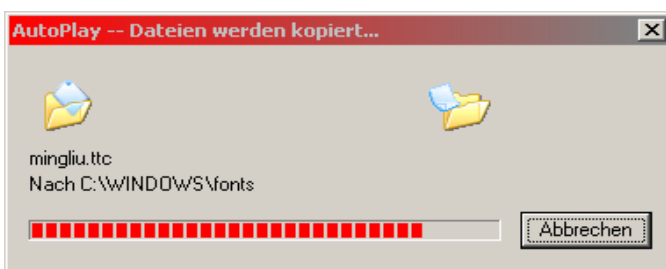 AutoPlay -- Dateien werden kopiert...
mingliu.ttc
Nach C:\WINDOWS\fonts
Abbrechen